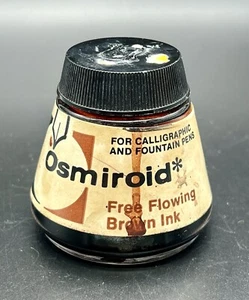 FOR CALLIGRAPHIC
AND FOUNTAIN PENS
Osmiroid*
Free Flowing
Brown Ink